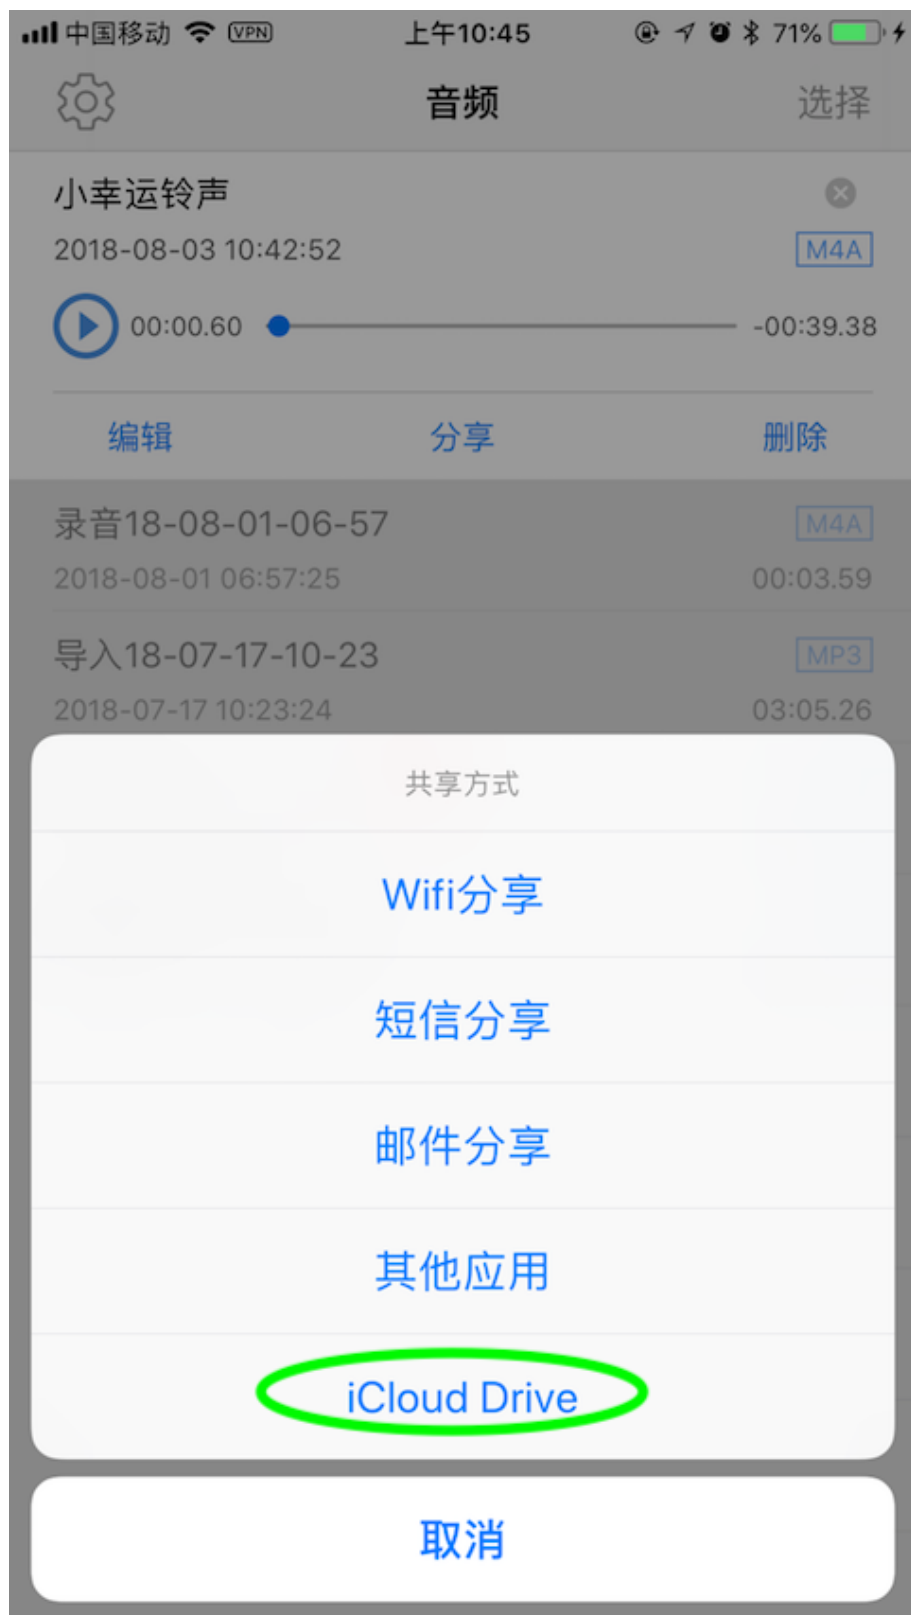 中国移动 VPN 上午10:45 71%
音频 选择
小幸运铃声
2018-08-03 10:42:52 M4A
00:00.60 -00:39.38
编辑 分享 删除
录音18-08-01-06-57 M4A
2018-08-01 06:57:25 00:03.59
导入18-07-17-10-23 MP3
2018-07-17 10:23:24 03:05.26
共享方式
Wifi分享
短信分享
邮件分享
其他应用
iCloud Drive
取消